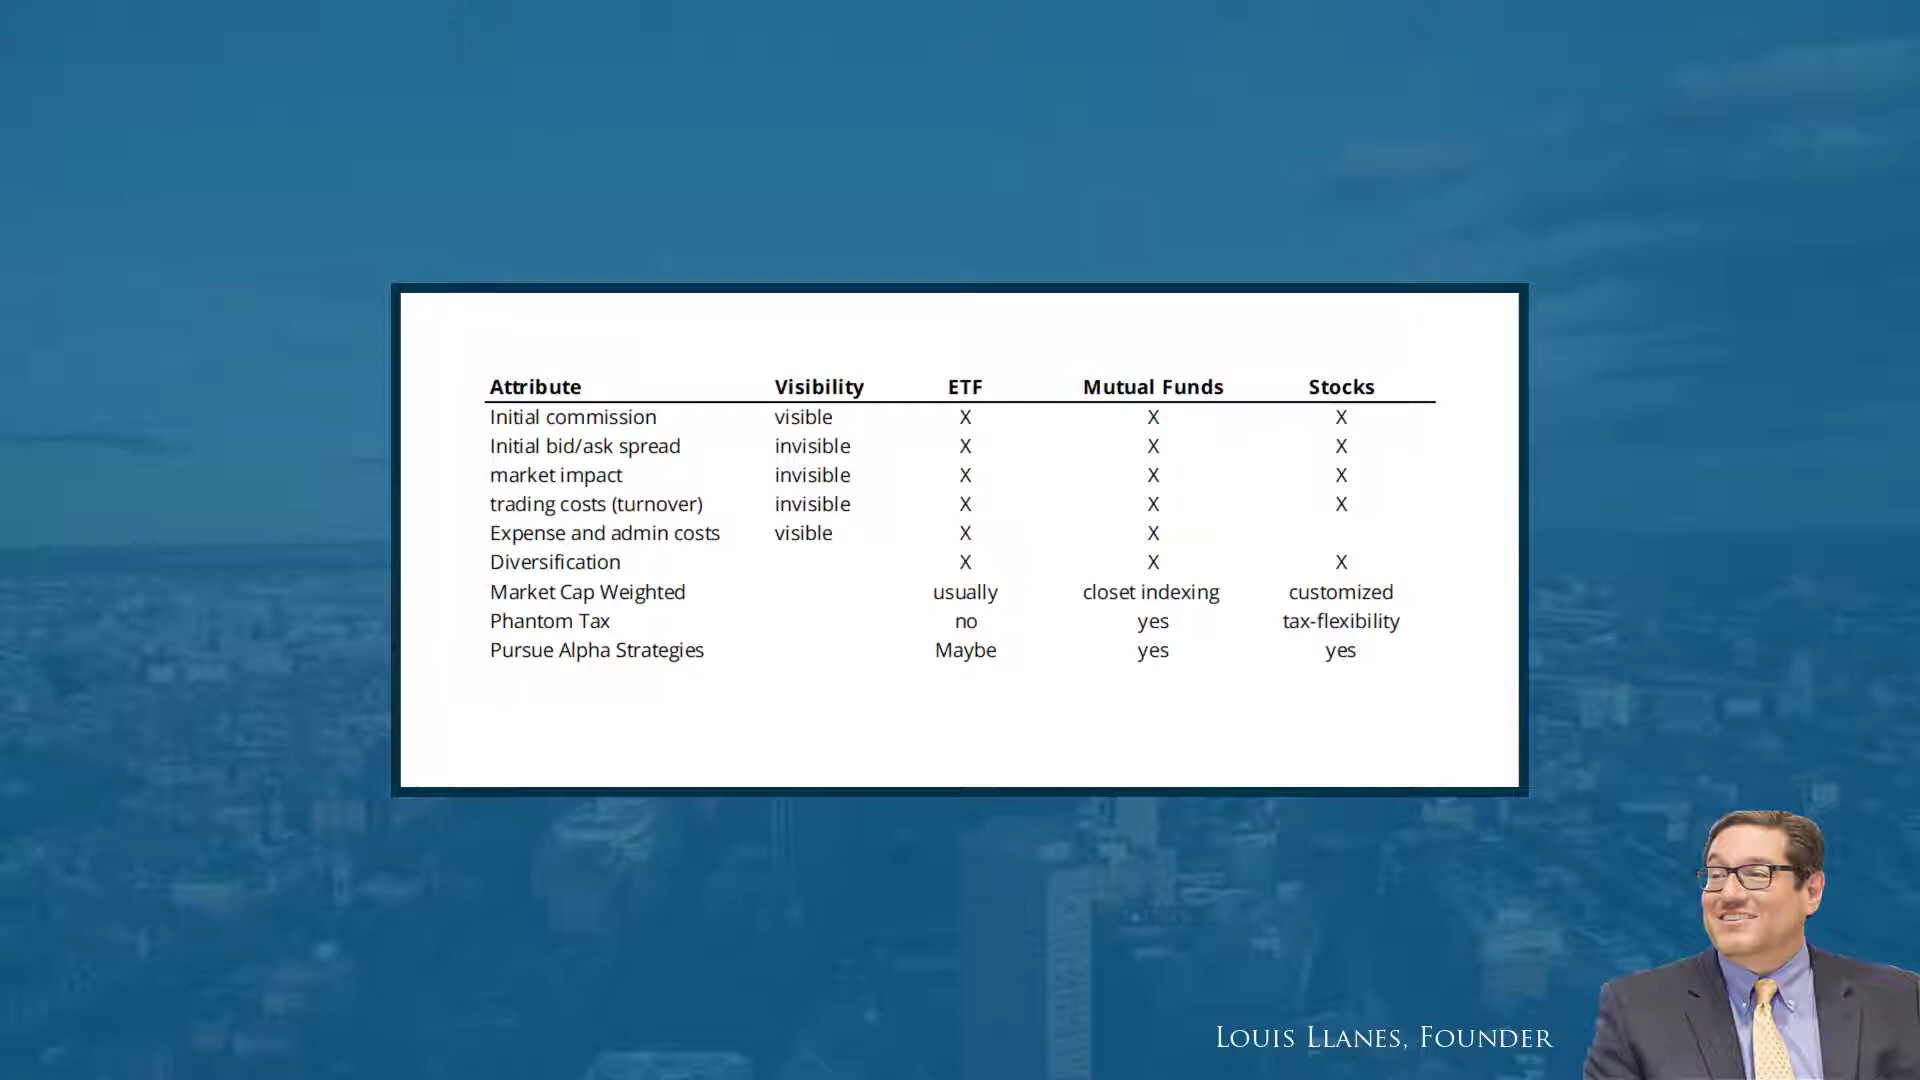 Attribute Visibility ETF Mutual Funds Stocks
Initial commission visible X X X
Initial bid/ask spread invisible X X X
market impact invisible X X X
trading costs (turnover) invisible X X X
Expense and admin costs visible X X
Diversification X X X
Market Cap Weighted usually closet indexing customized
Phantom Tax no yes tax-flexibility
Pursue Alpha Strategies Maybe yes yes
Louis Llanes, Founder